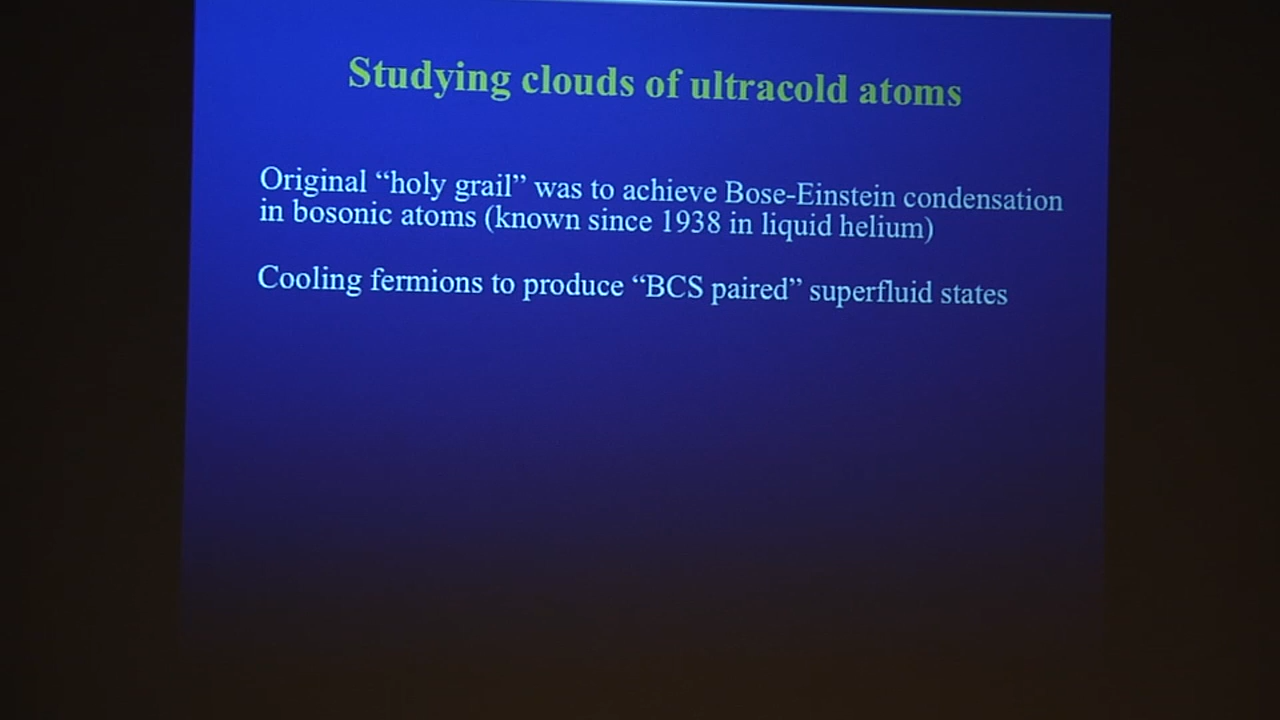 Studying clouds of ultracold atoms
Original “holy grail” was to achieve Bose-Einstein condensation
in bosonic atoms (known since 1938 in liquid helium)
Cooling fermions to produce “BCS paired” superfluid states